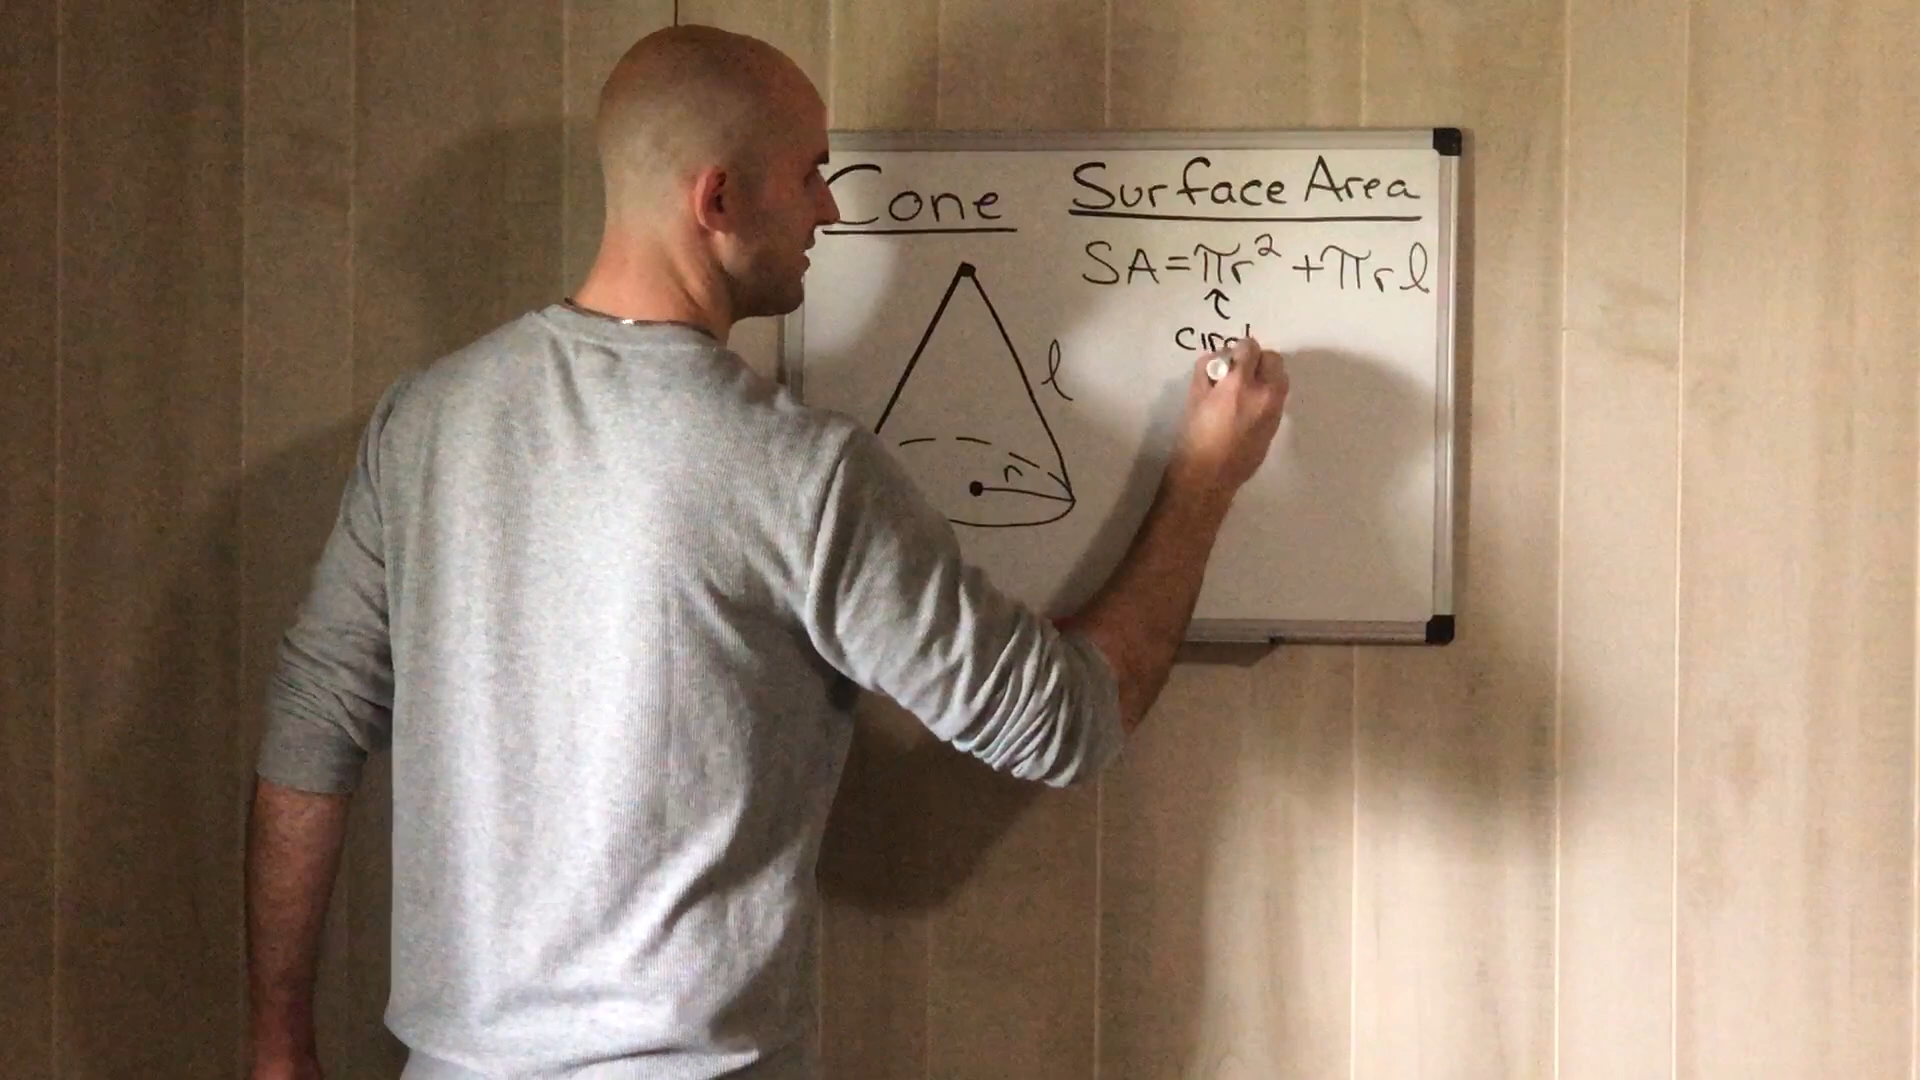 Cone
Surface Area
SA=πr² +πrl
↑
l
r